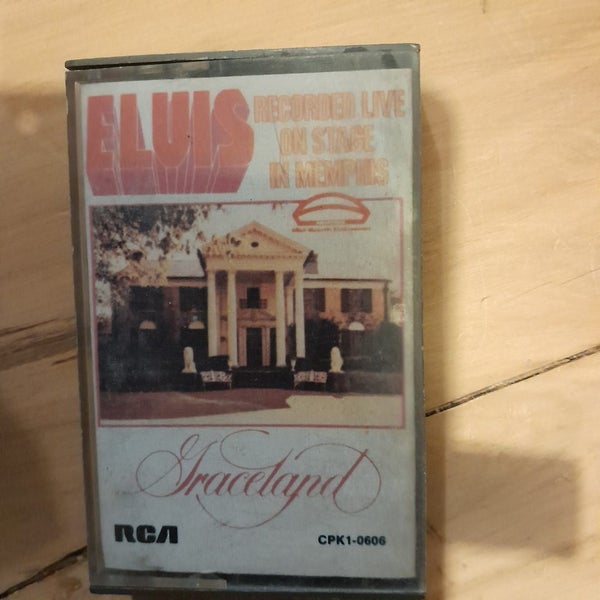 ELVIS
RECORDED LIVE
ON STAGE
IN MEMPHIS
Graceland
RCA
CPK1-0606